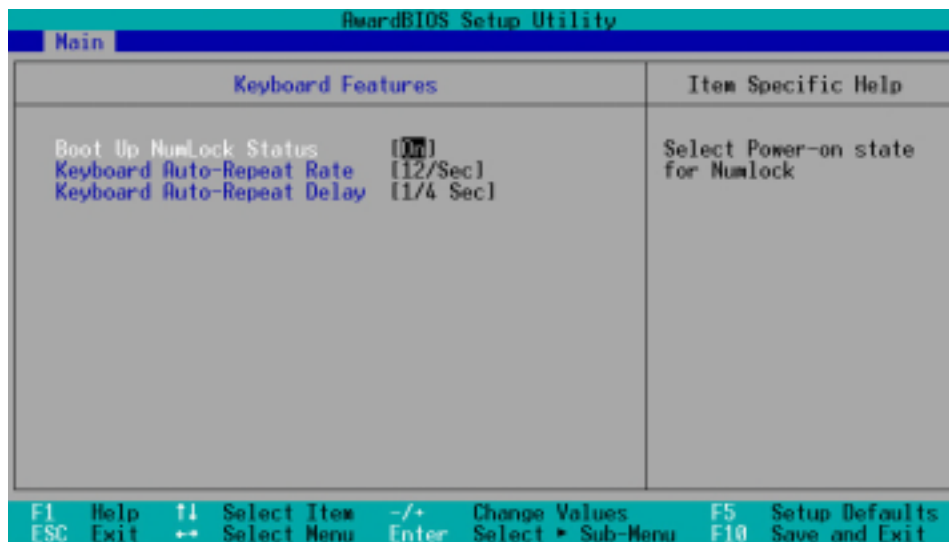 AwardBIOS Setup Utility
Main
Keyboard Features
Item Specific Help
Boot Up NumLock Status [On]
Keyboard Auto-Repeat Rate [12/Sec]
Keyboard Auto-Repeat Delay [1/4 Sec]
Select Power-on state
for Numlock
F1 Help ↑↓ Select Item -/+ Change Values F5 Setup Defaults
ESC Exit ←→ Select Menu Enter Select ► Sub-Menu F10 Save and Exit